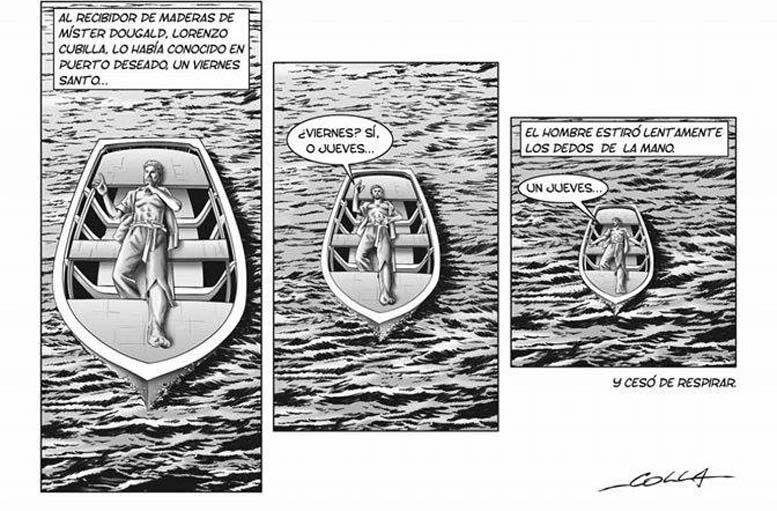 AL RECIBIDOR DE MADERAS DE
MÍSTER DOUGALD, LORENZO
CUBILLA, LO HABÍA CONOCIDO EN
PUERTO DESEADO, UN VIERNES
SANTO...
¿VIERNES? SÍ,
O JUEVES...
EL HOMBRE ESTIRÓ LENTAMENTE
LOS DEDOS DE LA MANO.
UN JUEVES...
Y CESÓ DE RESPIRAR.
COLLA